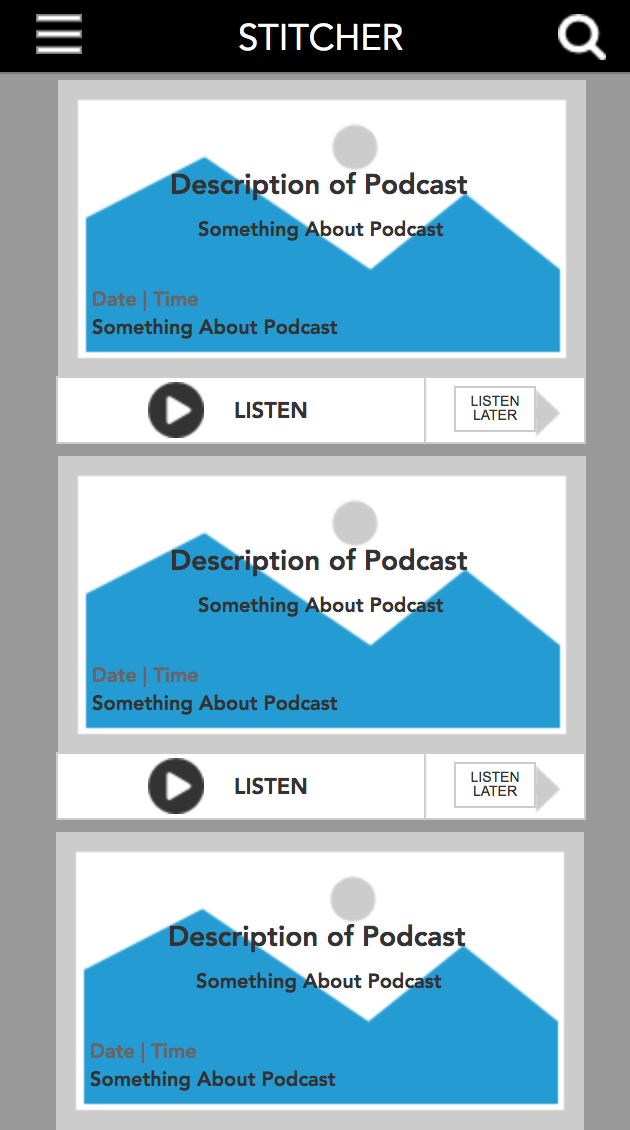 STITCHER
Description of Podcast
Something About Podcast
Date | Time
Something About Podcast
LISTEN
LISTEN
LATER
Description of Podcast
Something About Podcast
Date | Time
Something About Podcast
LISTEN
LISTEN
LATER
Description of Podcast
Something About Podcast
Date | Time
Something About Podcast